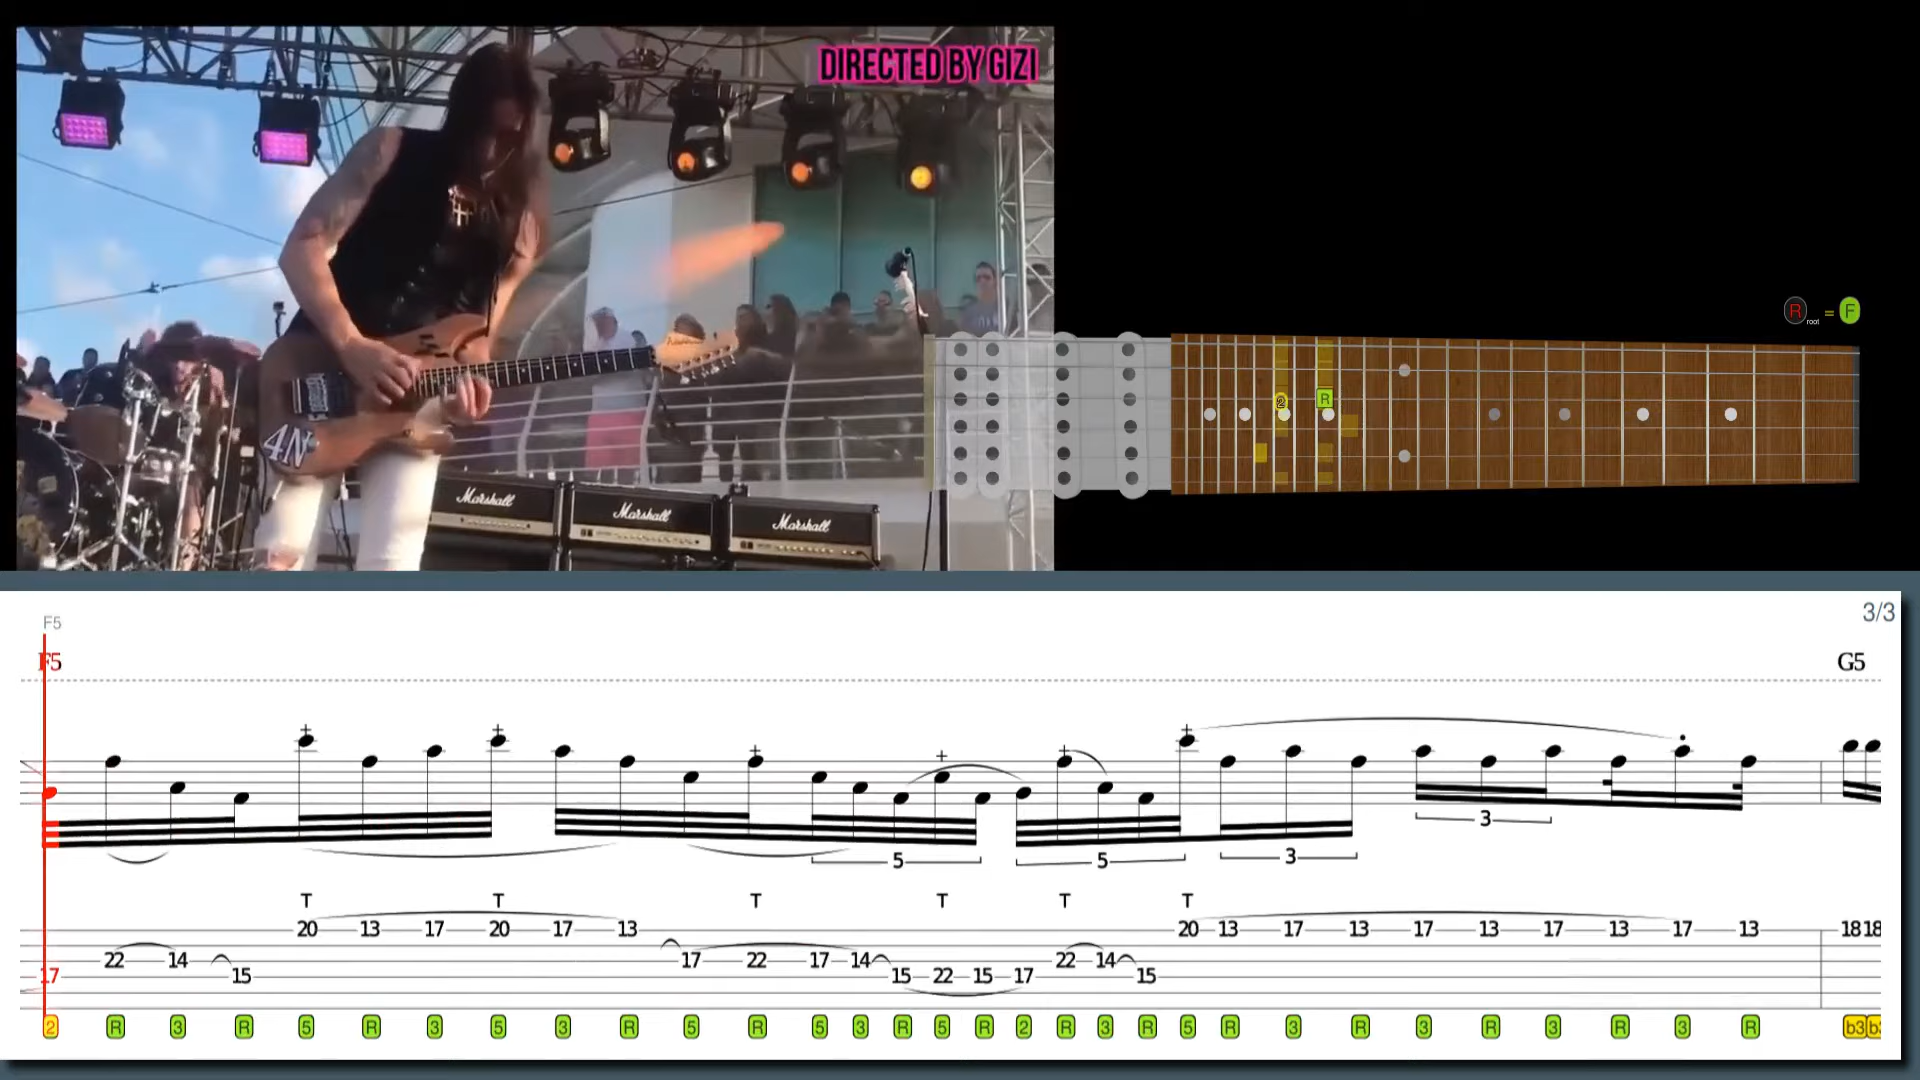 DIRECTED BY GIZI
4N
Marshall
Marshall
Marshall
R root = F
2
R
3/3
F5
F5
G5
5 5 3 3
T T T T T T
20 13 17 20 17 13 20 13 17 13 17 13 17 13 17 13 18 18
22 14 17 22 17 14 22 14
17 15 15 22 15 17 15
2 R 3 R 5 R 3 5 3 R 5 R 5 3 R 5 R 2 R 3 R 5 R 3 R 3 R 3 R 3 R b3 b3